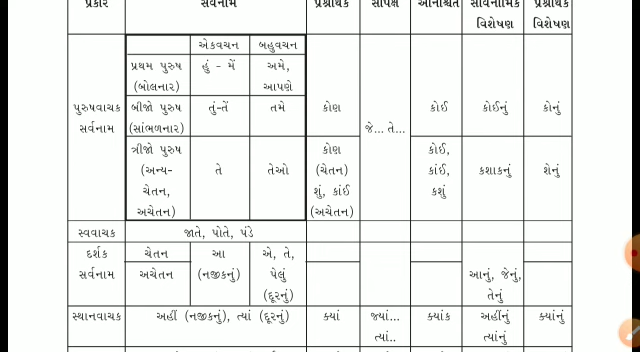 પ્રકાર સર્વનામ પ્રશ્નાર્થક સાપેક્ષ અનિશ્ચિત સાર્વનામિક વિશેષણ પ્રશ્નાર્થક વિશેષણ
એકવચન બહુવચન
પ્રથમ પુરુષ (બોલનાર) હું - મેં અમે, આપણે
પુરુષવાચક સર્વનામ
બીજો પુરુષ (સાંભળનાર) તું-તેં તમે કોણ જે... તે... કોઈ કોઈનું કોનું
ત્રીજો પુરુષ (અન્ય- ચેતન, અચેતન) તે તેઓ કોણ (ચેતન) શું, કાંઈ (અચેતન) કોઈ, કાંઈ, કશું કશાકનું શેનું
સ્વવાચક જાતે, પોતે, પંડે
દર્શક સર્વનામ ચેતન અચેતન આ (નજીકનું) એ, તે, પેલું (દૂરનું) આનું, જેનું, તેનું
સ્થાનવાચક અહીં (નજીકનું), ત્યાં (દૂરનું) ક્યાં જ્યાં... ત્યાં.. ક્યાંક અહીંનું ત્યાંનું ક્યાંનું